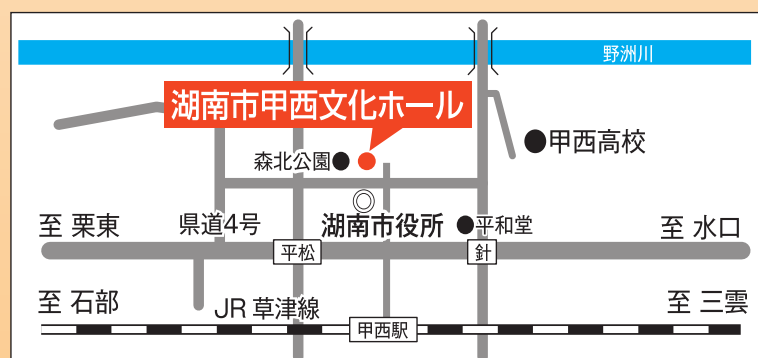 野洲川
湖南市甲西文化ホール
甲西高校
森北公園
至 栗東
県道4号
湖南市役所
平和堂
至 水口
平松
針
至 石部
JR 草津線
甲西駅
至 三雲